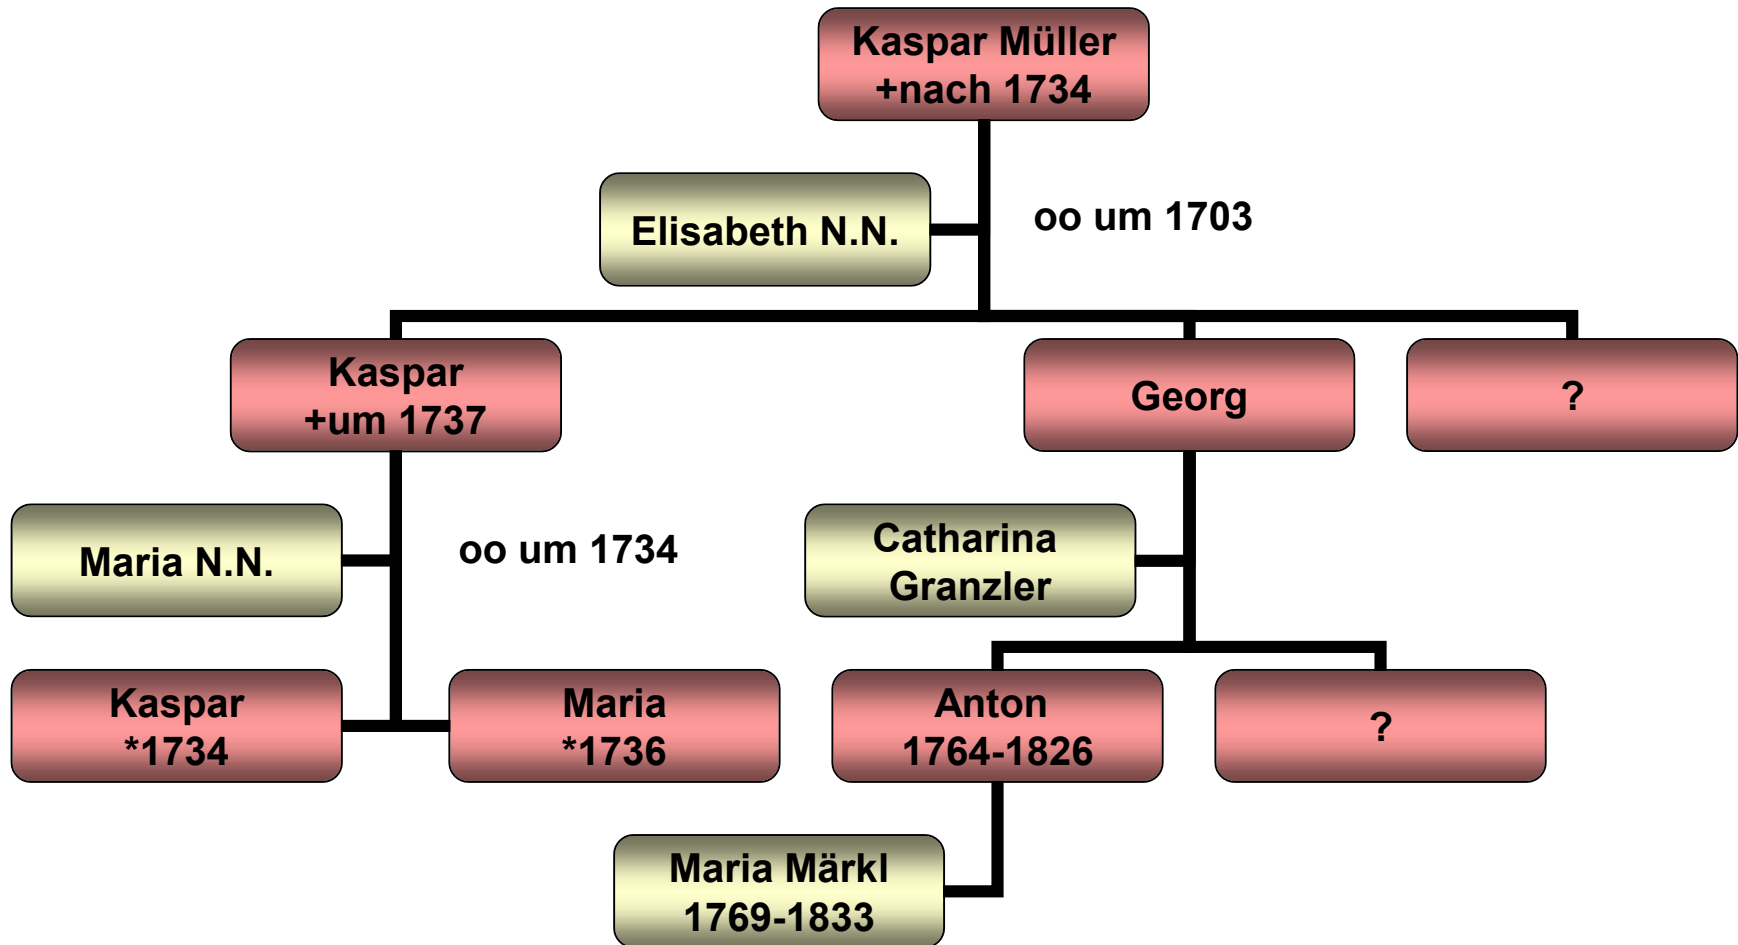 Kaspar Müller
+nach 1734
Elisabeth N.N.
oo um 1703
Kaspar
+um 1737
Georg
?
Maria N.N.
oo um 1734
Catharina
Granzler
Kaspar
*1734
Maria
*1736
Anton
1764-1826
?
Maria Märkl
1769-1833